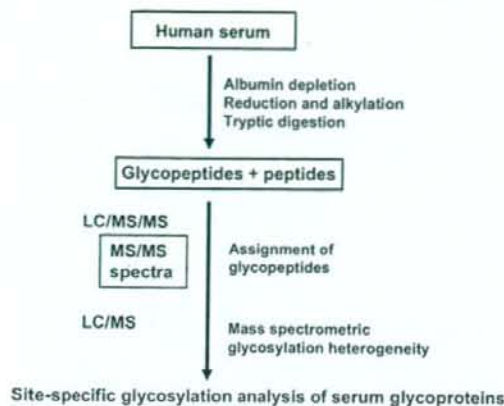 Human serum
Albumin depletion
Reduction and alkylation
Tryptic digestion
Glycopeptides + peptides
LC/MS/MS
MS/MS
spectra
Assignment of
glycopeptides
LC/MS
Mass spectrometric
glycosylation heterogeneity
Site-specific glycosylation analysis of serum glycoproteins